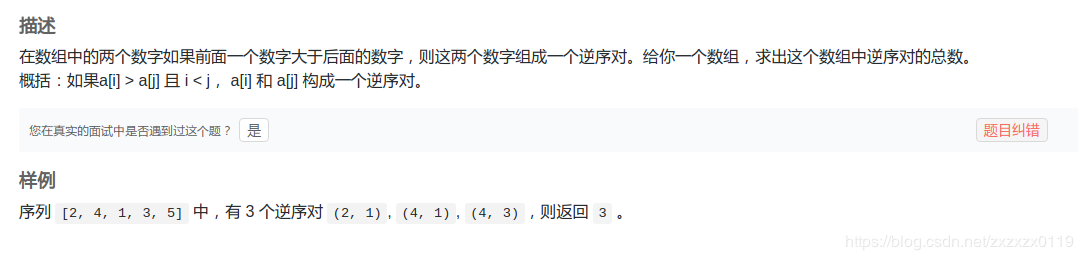 描述
在数组中的两个数字如果前面一个数字大于后面的数字，则这两个数字组成一个逆序对。给你一个数组，求出这个数组中逆序对的总数。
概括：如果a[i] > a[j] 且 i < j， a[i] 和 a[j] 构成一个逆序对。
您在真实的面试中是否遇到过这个题？ 是 题目纠错
样例
序列 [2, 4, 1, 3, 5] 中，有 3 个逆序对 (2, 1), (4, 1), (4, 3)，则返回 3 。
https://blog.csdn.net/zxzxzx0119